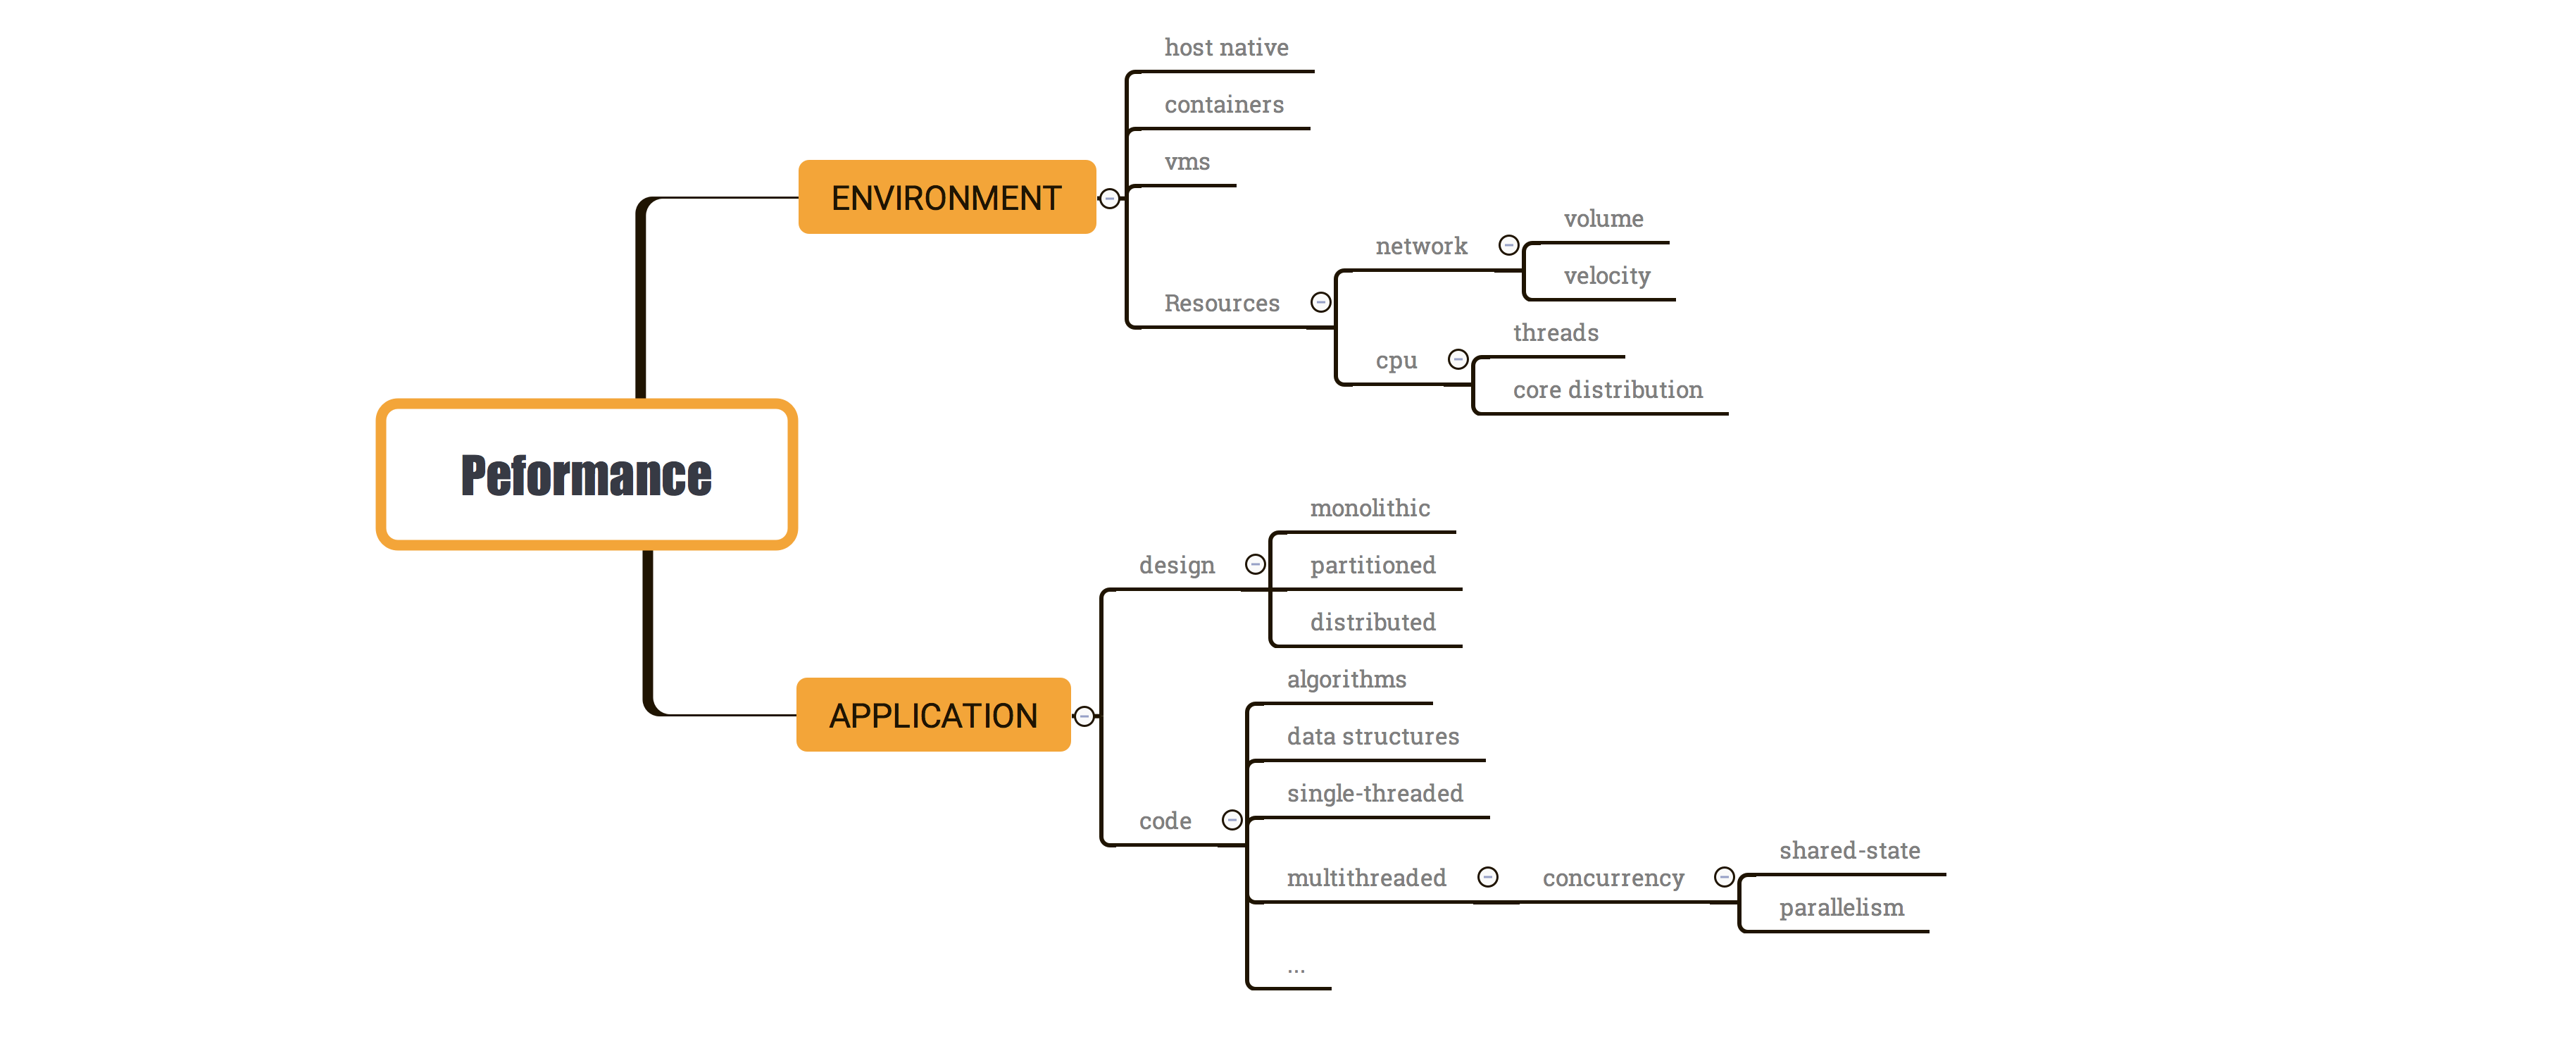 host native
containers
vms
ENVIRONMENT
volume
network
velocity
Resources
threads
cpu
core distribution
Peformance
monolithic
design
partitioned
distributed
algorithms
APPLICATION
data structures
single-threaded
code
shared-state
multithreaded
concurrency
parallelism
...